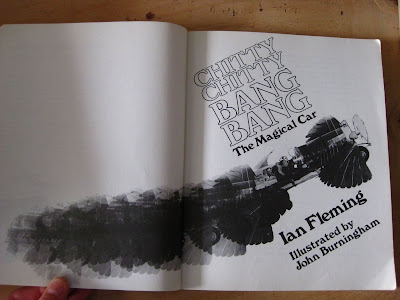 CHITTY
CHITTY
BANG
BANG
The Magical Car
Ian Fleming
Illustrated by
John Burningham